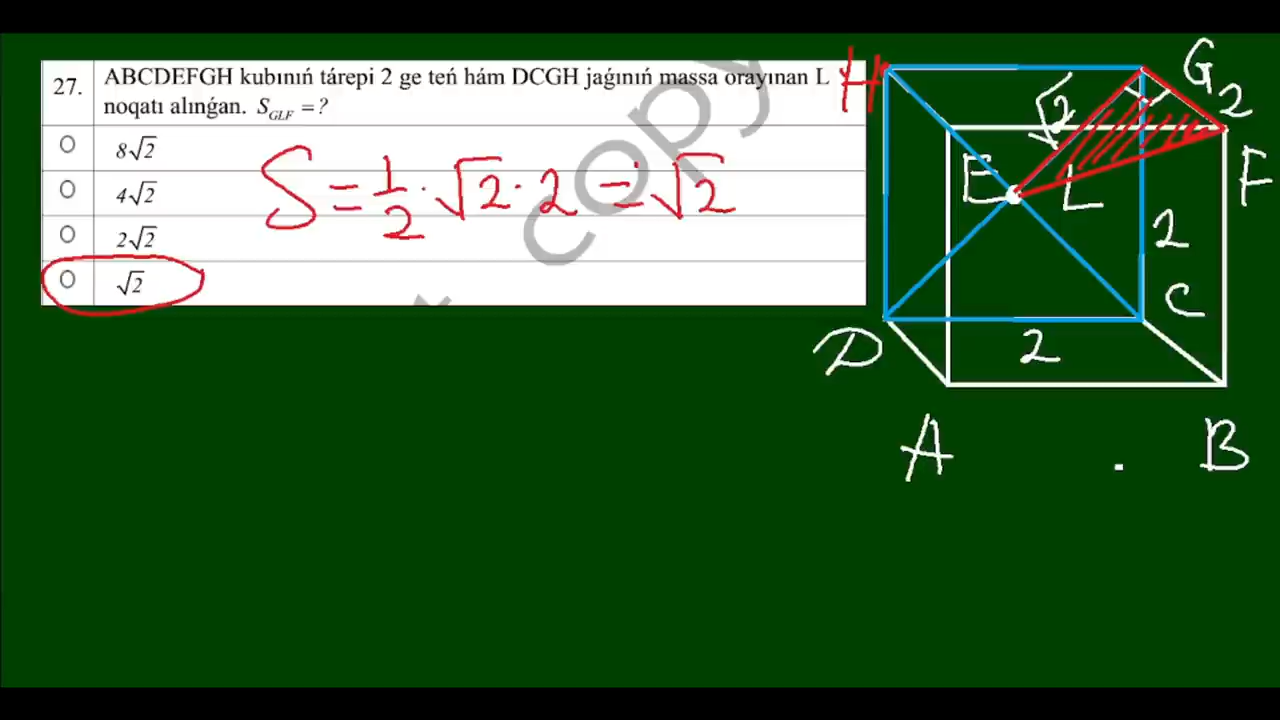 27. ABCDEFGH kubınıń tárepi 2 ge teń hám DCGH jaǵınıń massa orayınan L
noqatı alınǵan. S_GLF = ?
8√2
4√2
2√2
√2
S = 1/2 · √2 · 2 = √2
copy
H
G
√2
2
E
L
F
2
C
D
2
A
B